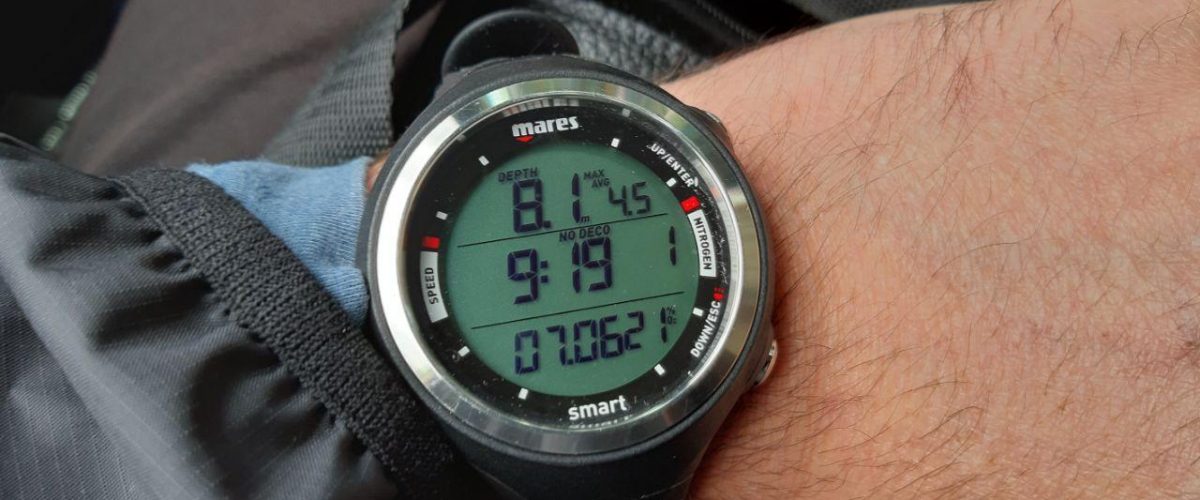 mares
UP/ENTER
DEPTH MAX
AVG
8.1 m 4.5
NO DECO
9:19 1
NITROGEN
SPEED
07.0621 %
O2
DOWN/ESC
smart